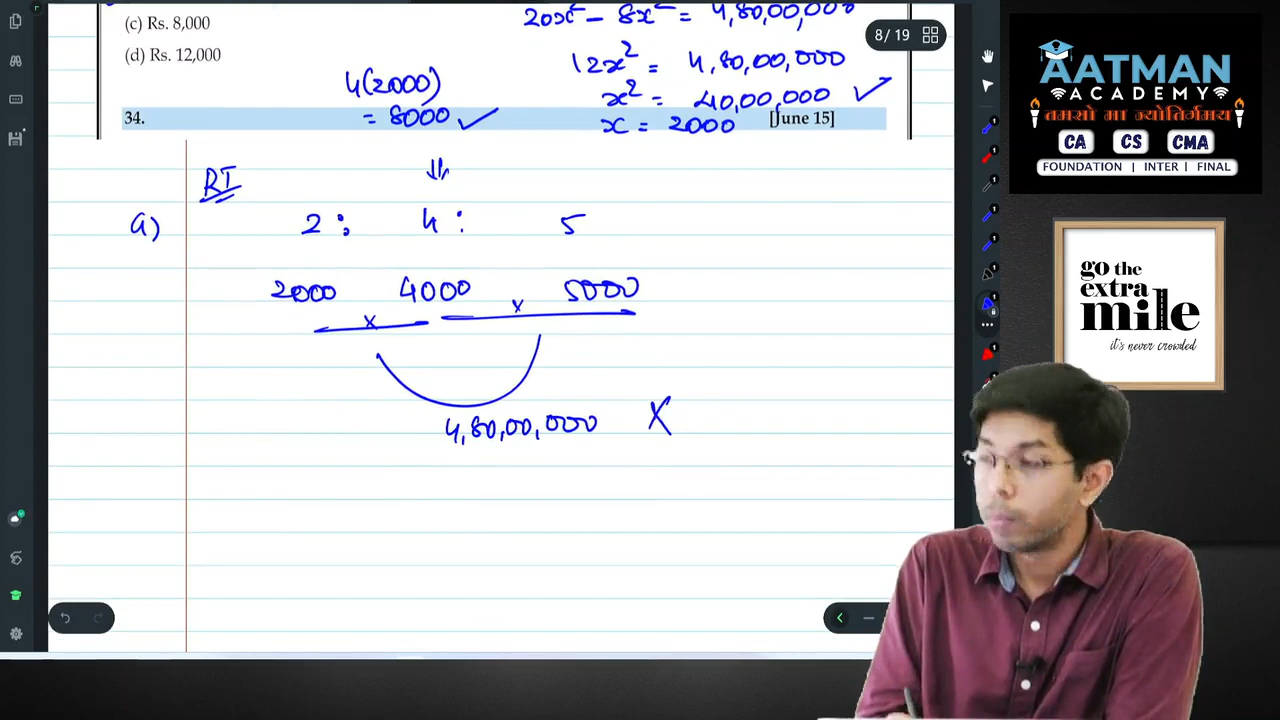 (c) Rs. 8,000
20x² − 8x² = 4,80,00,000
8 / 19
(d) Rs. 12,000
12x² = 4,80,00,000
4(2000)
x² = 40,00,000
= 8000
34.
x = 2000
[June 15]
RT
a)
2 : 4 : 5
2000 4000 5000
x x
4,80,00,000 X
AATMAN
ACADEMY
तमसो मा ज्योतिर्गमय
CA CS CMA
FOUNDATION | INTER | FINAL
go the
extra
mile
it's never crowded